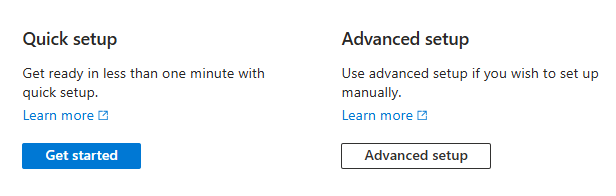 Quick setup
Get ready in less than one minute with
quick setup.
Learn more
Get started
Advanced setup
Use advanced setup if you wish to set up
manually.
Learn more
Advanced setup